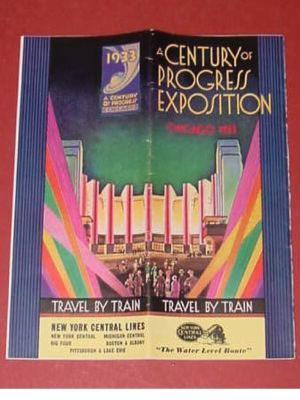 1933
A CENTURY
OF PROGRESS
A CENTURY OF
PROGRESS
EXPOSITION
CHICAGO 1933
TRAVEL BY TRAIN
NEW YORK CENTRAL LINES
NEW YORK CENTRAL MICHIGAN CENTRAL
BIG FOUR BOSTON & ALBANY
PITTSBURGH & LAKE ERIE
TRAVEL BY TRAIN
NEW YORK
CENTRAL
LINES
"The Water Level Route"